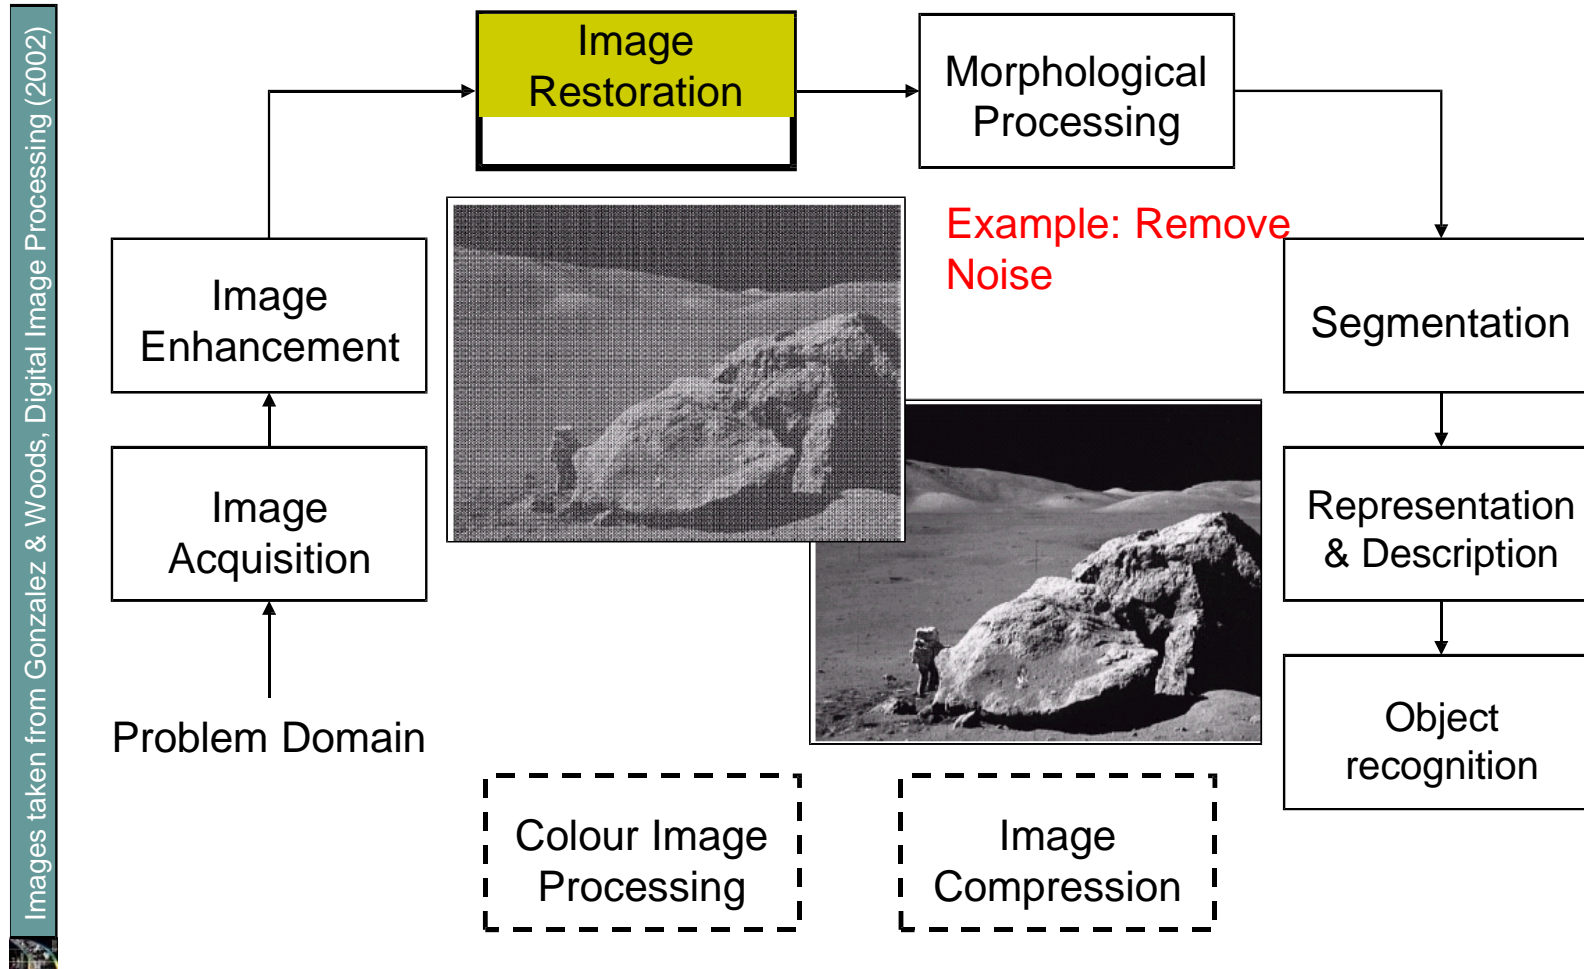 Images taken from Gonzalez & Woods, Digital Image Processing (2002)
Image
Restoration
Morphological
Processing
Example: Remove
Noise
Image
Enhancement
Segmentation
Image
Acquisition
Representation
& Description
Problem Domain
Object
recognition
Colour Image
Processing
Image
Compression